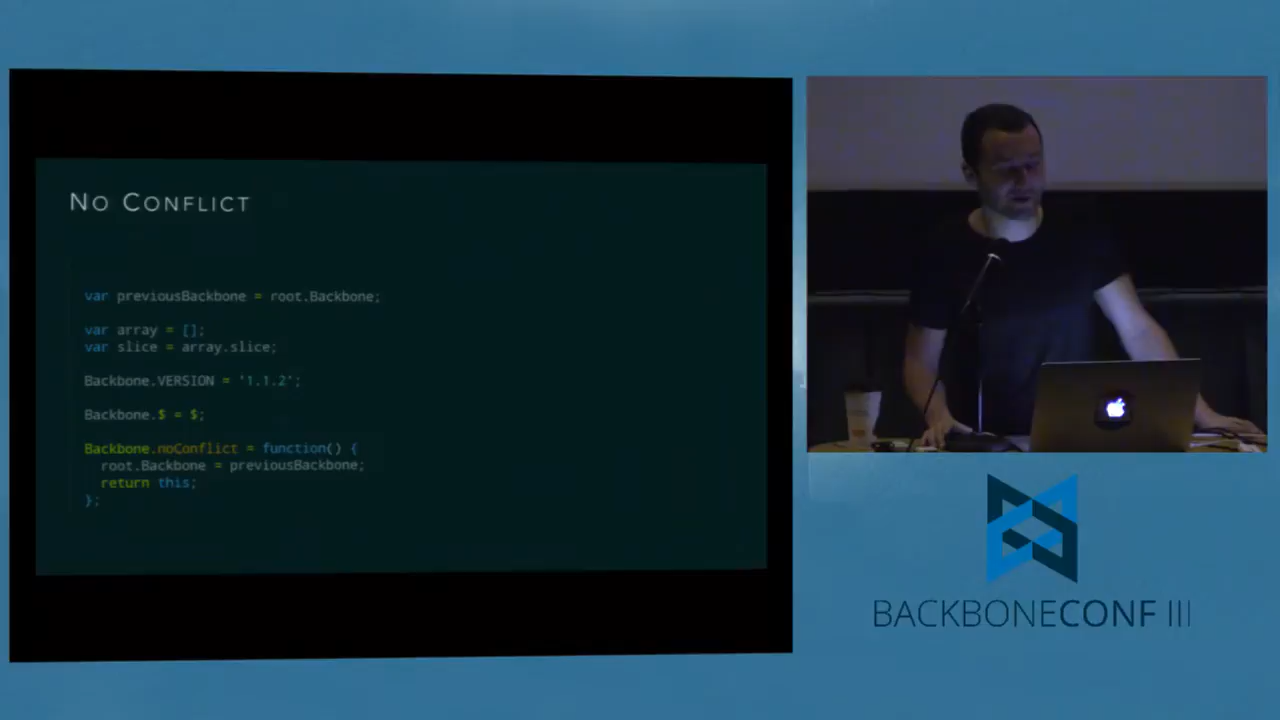 No Conflict
var previousBackbone = root.Backbone;
var array = [];
var slice = array.slice;
Backbone.VERSION = '1.1.2';
Backbone.$ = $;
Backbone.noConflict = function() {
  root.Backbone = previousBackbone;
  return this;
};
BACKBONECONF III